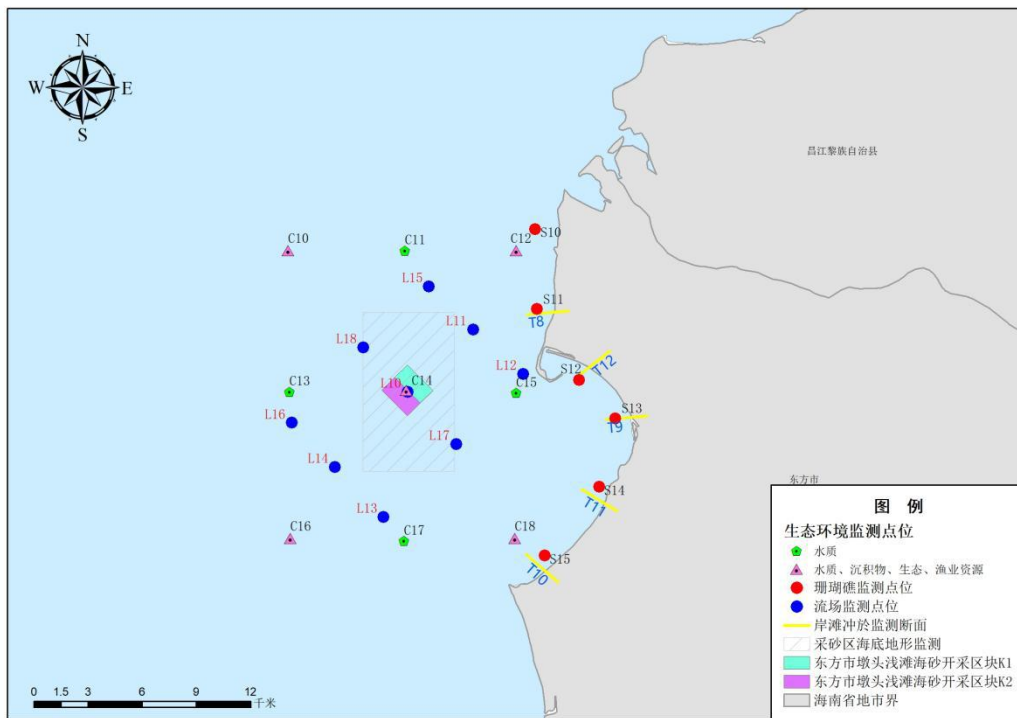 N
W E
S
昌江黎族自治县
S10
C10 C11 C12
L15
S11
T8
L11
L18
L12
S12 T12
L10 C14
C13 C15
S13
T9
L16
L17
L14
S14
T11
L13
C16 C17 C18
S15
T10
东方市
图 例
生态环境监测点位
水质
水质、沉积物、生态、渔业资源
珊瑚礁监测点位
流场监测点位
岸滩冲於监测断面
采砂区海底地形监测
东方市墩头浅滩海砂开采区块K1
东方市墩头浅滩海砂开采区块K2
海南省地市界
0 1.5 3 6 9 12
千米